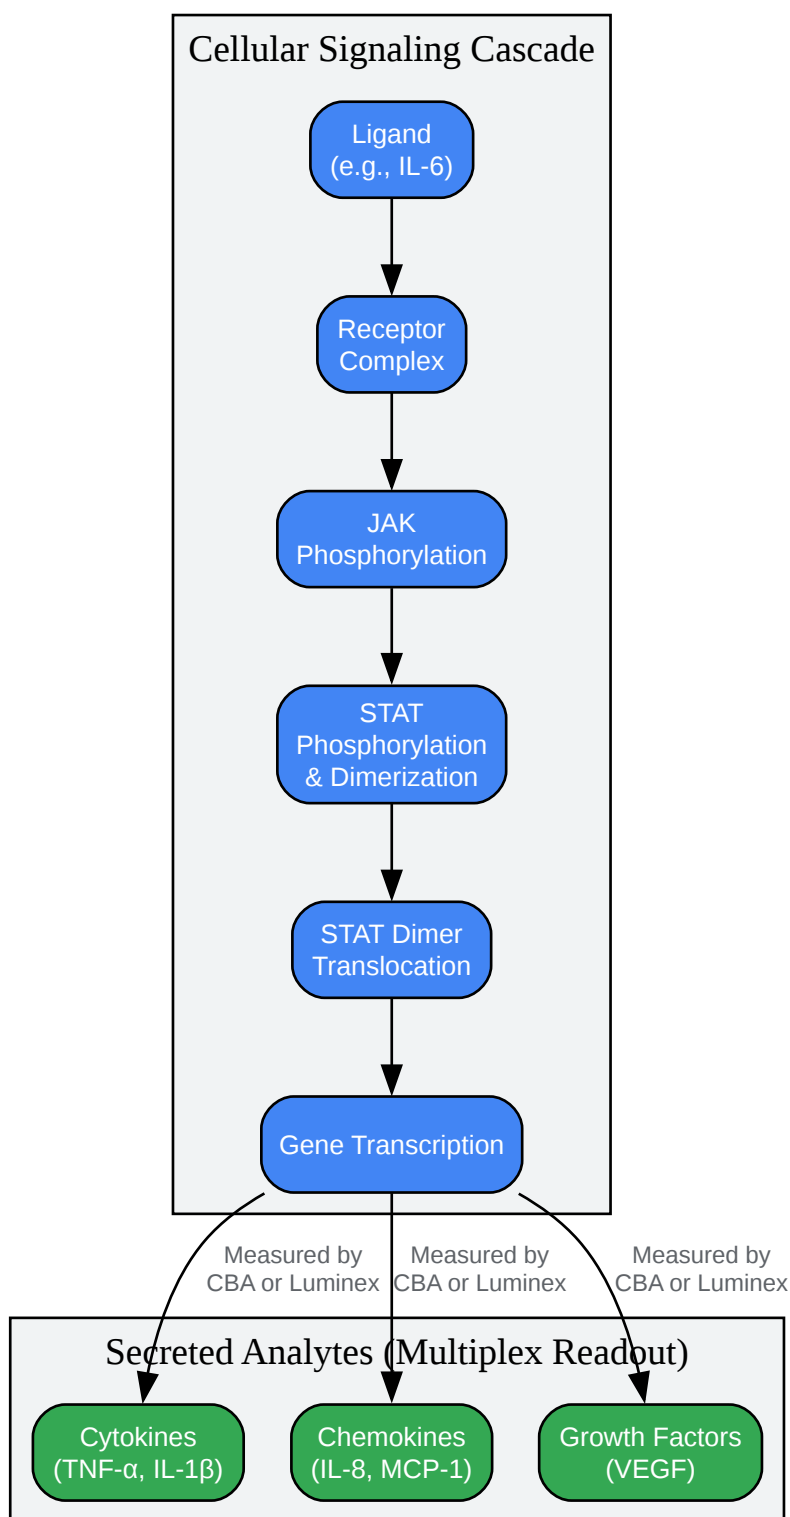 Cellular Signaling Cascade
Ligand
(e.g., IL-6)
Receptor
Complex
JAK
Phosphorylation
STAT
Phosphorylation
& Dimerization
STAT Dimer
Translocation
Gene Transcription
Measured by
CBA or Luminex
Measured by
CBA or Luminex
Measured by
CBA or Luminex
Secreted Analytes (Multiplex Readout)
Cytokines
(TNF-α, IL-1β)
Chemokines
(IL-8, MCP-1)
Growth Factors
(VEGF)